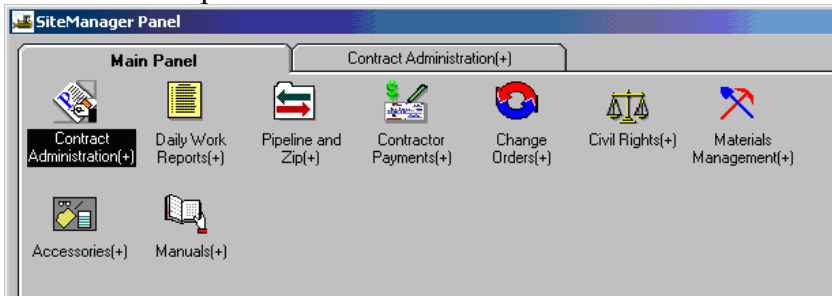 SiteManager Panel
Main Panel
Contract Administration(+)
Contract
Administration(+)
Daily Work
Reports(+)
Pipeline and
Zip(+)
Contractor
Payments(+)
Change
Orders(+)
Civil Rights(+)
Materials
Management(+)
Accessories(+)
Manuals(+)